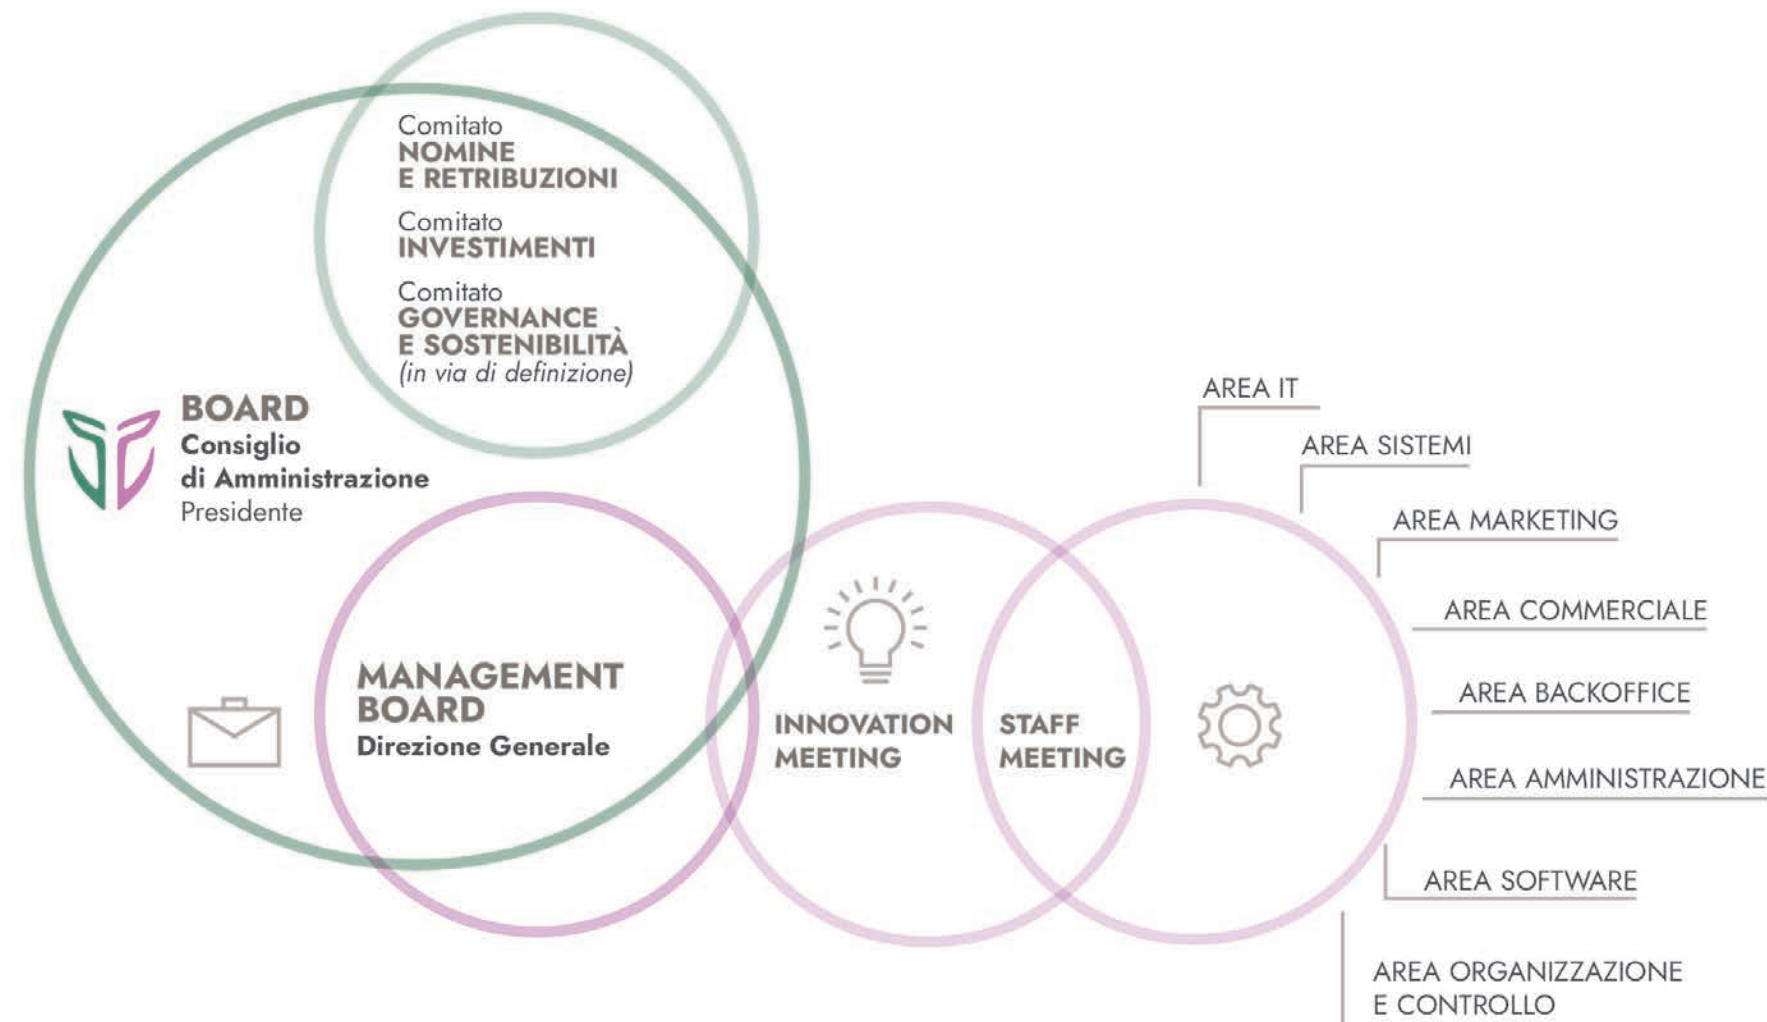 Comitato
NOMINE
E RETRIBUZIONI
Comitato
INVESTIMENTI
Comitato
GOVERNANCE
E SOSTENIBILITÀ
(in via di definizione)
BOARD
Consiglio
di Amministrazione
Presidente
MANAGEMENT
BOARD
Direzione Generale
INNOVATION
MEETING
STAFF
MEETING
AREA IT
AREA SISTEMI
AREA MARKETING
AREA COMMERCIALE
AREA BACKOFFICE
AREA AMMINISTRAZIONE
AREA SOFTWARE
AREA ORGANIZZAZIONE
E CONTROLLO